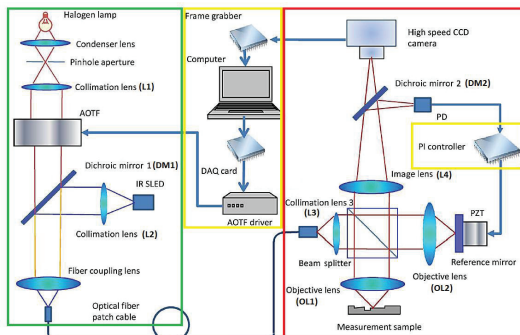 Halogen lamp
Condenser lens
Pinhole aperture
Collimation lens (L1)
AOTF
Dichroic mirror 1 (DM1)
IR SLED
Collimation lens (L2)
Fiber coupling lens
Optical fiber
patch cable
Frame grabber
Computer
DAQ card
AOTF driver
High speed CCD
camera
Dichroic mirror 2 (DM2)
PD
PI controller
Image lens (L4)
Collimation lens 3
(L3)
PZT
Beam splitter
Reference mirror
Objective lens
(OL2)
Objective lens
(OL1)
Measurement sample